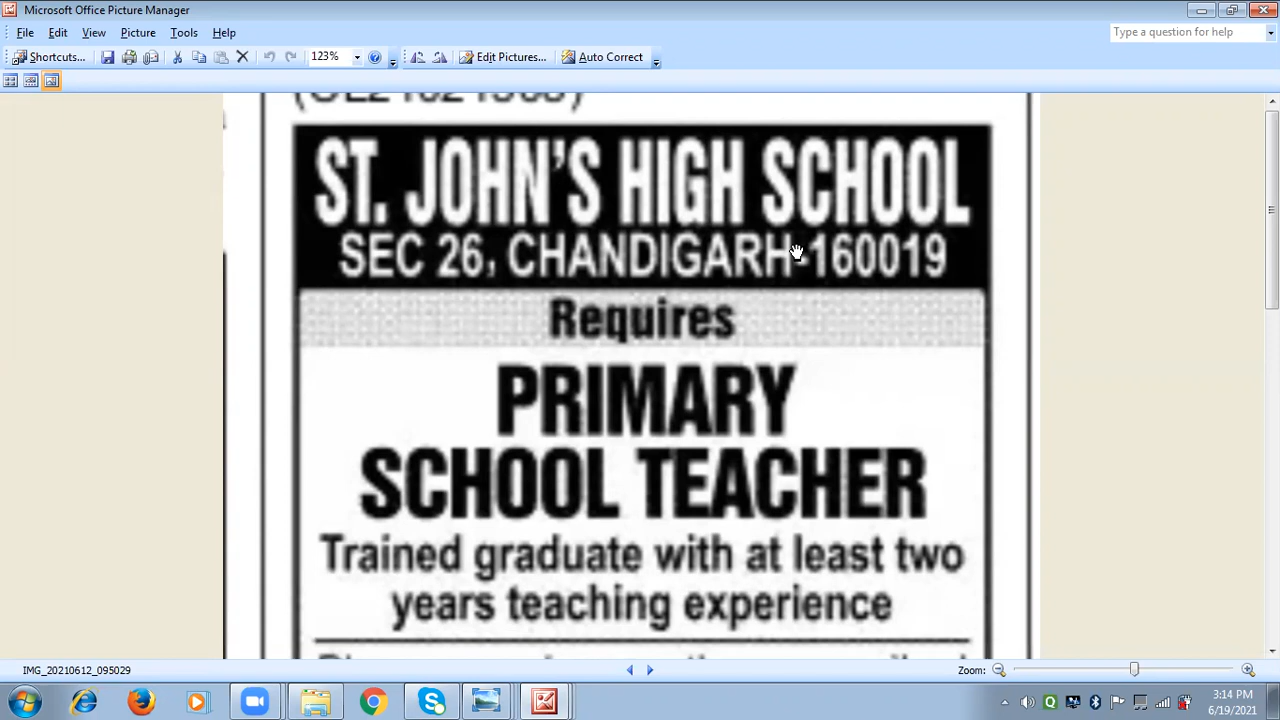 Microsoft Office Picture Manager
File Edit View Picture Tools Help
Type a question for help
Shortcuts...
123%
Edit Pictures...
Auto Correct
ST. JOHN'S HIGH SCHOOL
SEC 26, CHANDIGARH-160019
Requires
PRIMARY
SCHOOL TEACHER
Trained graduate with at least two
years teaching experience
IMG_20210612_095029
Zoom:
3:14 PM
6/19/2021